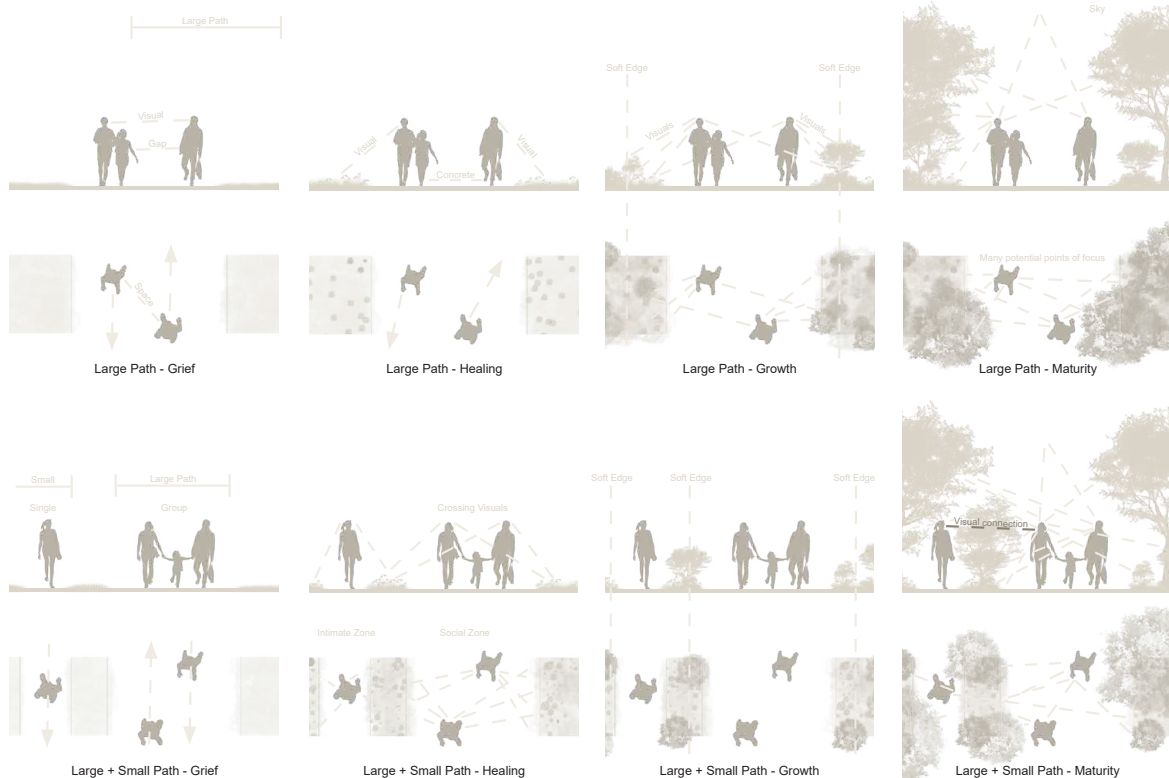 Large Path
Visual
Gap
Space
Large Path - Grief
Visual
Visual
Concrete
Large Path - Healing
Soft Edge
Soft Edge
Visuals
Visuals
Large Path - Growth
Sky
Many potential points of focus
Large Path - Maturity
Small
Large Path
Single
Group
Large + Small Path - Grief
Crossing Visuals
Intimate Zone
Social Zone
Large + Small Path - Healing
Soft Edge
Soft Edge
Soft Edge
Large + Small Path - Growth
Visual connection
Large + Small Path - Maturity